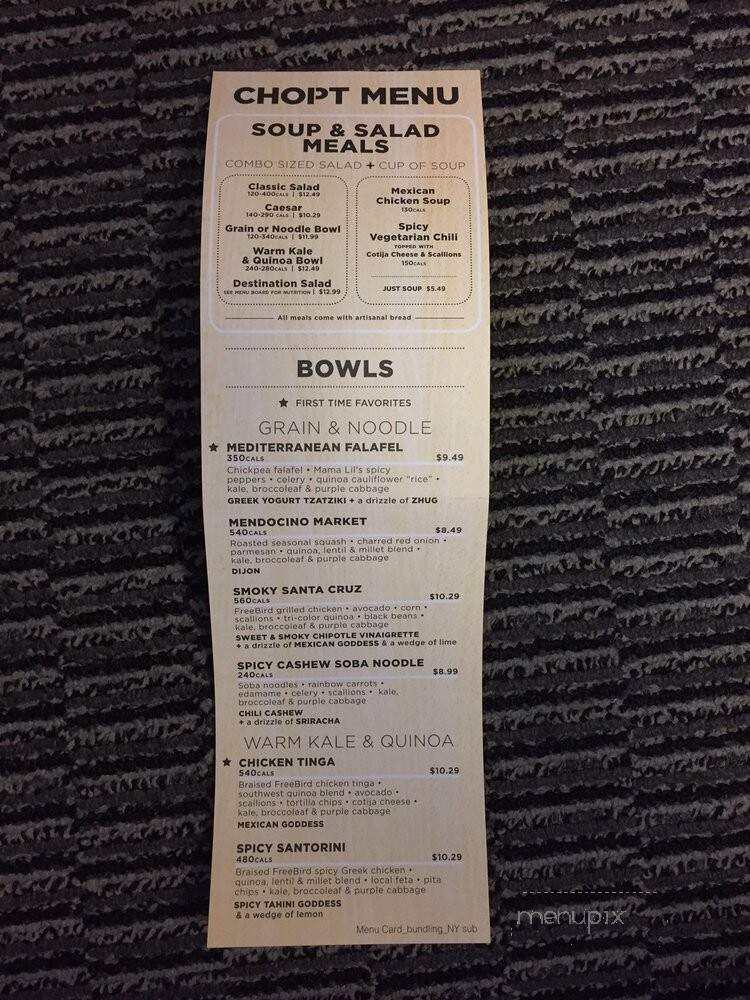 CHOPT MENU
SOUP & SALAD
MEALS
COMBO SIZED SALAD + CUP OF SOUP
Classic Salad
120-400CALS | $12.49
Caesar
140-290 CALS | $10.29
Grain or Noodle Bowl
120-340CALS | $11.99
Warm Kale
& Quinoa Bowl
240-280CALS | $12.49
Destination Salad
SEE MENU BOARD FOR NUTRITION | $12.99
Mexican
Chicken Soup
130CALS
Spicy
Vegetarian Chili
TOPPED WITH
Cotija Cheese & Scallions
150CALS
JUST SOUP $5.49
All meals come with artisanal bread
BOWLS
★ FIRST TIME FAVORITES
GRAIN & NOODLE
★ MEDITERRANEAN FALAFEL
350CALS $9.49
Chickpea falafel • Mama Lil's spicy
peppers • celery • quinoa cauliflower "rice" •
kale, broccoleaf & purple cabbage
GREEK YOGURT TZATZIKI + a drizzle of ZHUG
MENDOCINO MARKET
540CALS $8.49
Roasted seasonal squash • charred red onion •
parmesan • quinoa, lentil & millet blend •
kale, broccoleaf & purple cabbage
DIJON
SMOKY SANTA CRUZ
560CALS $10.29
FreeBird grilled chicken • avocado • corn •
scallions • tri-color quinoa • black beans •
kale, broccoleaf & purple cabbage
SWEET & SMOKY CHIPOTLE VINAIGRETTE
+ a drizzle of MEXICAN GODDESS & a wedge of lime
SPICY CASHEW SOBA NOODLE
240CALS $8.99
Soba noodles • rainbow carrots •
edamame • celery • scallions • kale,
broccoleaf & purple cabbage
CHILI CASHEW
+ a drizzle of SRIRACHA
WARM KALE & QUINOA
★ CHICKEN TINGA
540CALS $10.29
Braised FreeBird chicken tinga •
southwest quinoa blend • avocado •
scallions • tortilla chips • cotija cheese •
kale, broccoleaf & purple cabbage
MEXICAN GODDESS
SPICY SANTORINI
480CALS $10.29
Braised FreeBird spicy Greek chicken •
quinoa, lentil & millet blend • local feta • pita
chips • kale, broccoleaf & purple cabbage
SPICY TAHINI GODDESS
& a wedge of lemon
Menu Card_bundling_NY sub
menupix